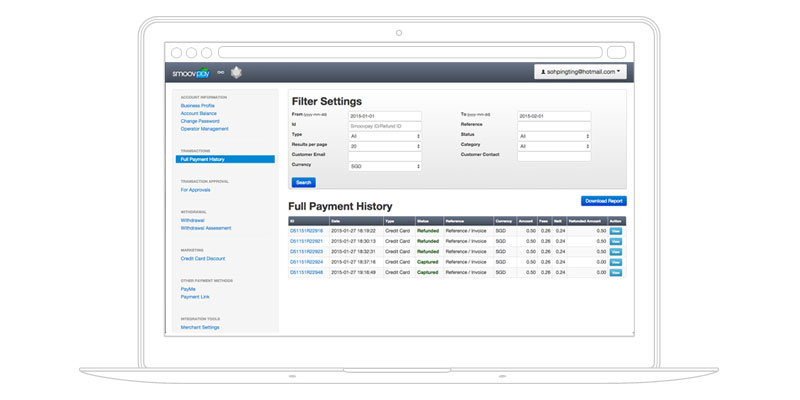 smoovpay
sohpingting@hotmail.com
ACCOUNT INFORMATION
Business Profile
Account Balance
Change Password
Operator Management
TRANSACTIONS
Full Payment History
TRANSACTION APPROVAL
For Approvals
WITHDRAWAL
Withdrawal
Withdrawal Assessment
MARKETING
Credit Card Discount
OTHER PAYMENT METHODS
PayMe
Payment Link
INTEGRATION TOOLS
Merchant Settings
Filter Settings
From (yyyy-mm-dd) 2015-01-01 To (yyyy-mm-dd) 2015-02-01
Id Smoovpay ID/Refund ID Reference
Type All Status All
Results per page 20 Category All
Customer Email Customer Contact
Currency SGD
Search
Download Report
Full Payment History
Id Date Type Status Reference Currency Amount Fees Nett Refunded Amount Action
DS1151R22916 2015-01-27 18:19:22 Credit Card Refunded Reference / Invoice SGD 0.50 0.26 0.24 0.50 View
DS1151R22921 2015-01-27 18:30:13 Credit Card Refunded Reference / Invoice SGD 0.50 0.26 0.24 0.50 View
DS1151R22923 2015-01-27 18:32:31 Credit Card Refunded Reference / Invoice SGD 0.50 0.26 0.24 0.50 View
DS1151R22924 2015-01-27 18:37:16 Credit Card Captured Reference / Invoice SGD 0.50 0.26 0.24 0.00 View
DS1151R22948 2015-01-27 19:16:49 Credit Card Captured Reference / Invoice SGD 0.50 0.26 0.24 0.00 View